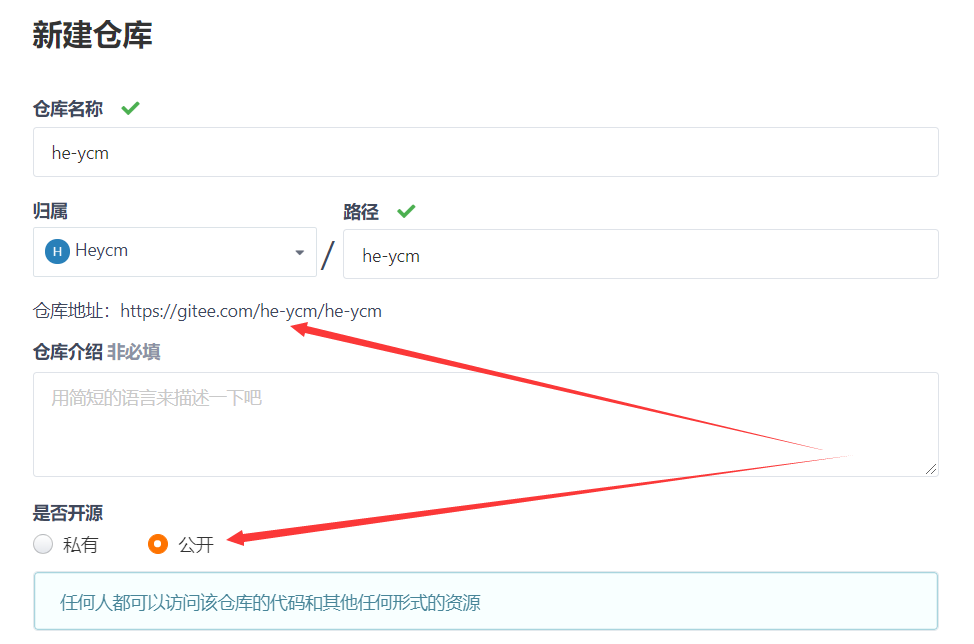 新建仓库
仓库名称
he-ycm
归属
路径
H Heycm
/
he-ycm
仓库地址：https://gitee.com/he-ycm/he-ycm
仓库介绍 非必填
用简短的语言来描述一下吧
是否开源
私有 公开
任何人都可以访问该仓库的代码和其他任何形式的资源